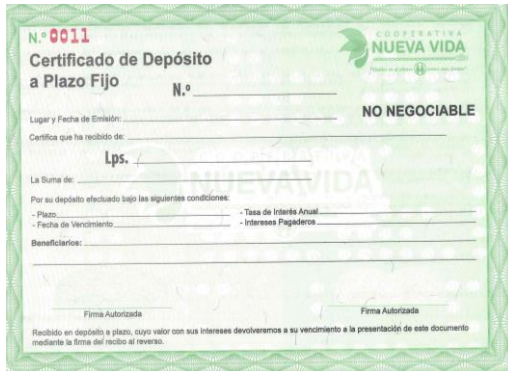 N.º 0011
COOPERATIVA
NUEVA VIDA
Certificado de Depósito
a Plazo Fijo
N.º
NO NEGOCIABLE
Lugar y Fecha de Emisión:
Certifica que ha recibido de:
Lps.
La Suma de:
NUEVA VIDA
Por su depósito efectuado bajo las siguientes condiciones:
- Plazo
- Tasa de Interés Anual
- Fecha de Vencimiento
- Intereses Pagaderos
Beneficiarios:
Firma Autorizada
Firma Autorizada
Recibido en depósito a plazo, cuyo valor con sus intereses devolveremos a su vencimiento a la presentación de este documento
mediante la firma del recibo al reverso.